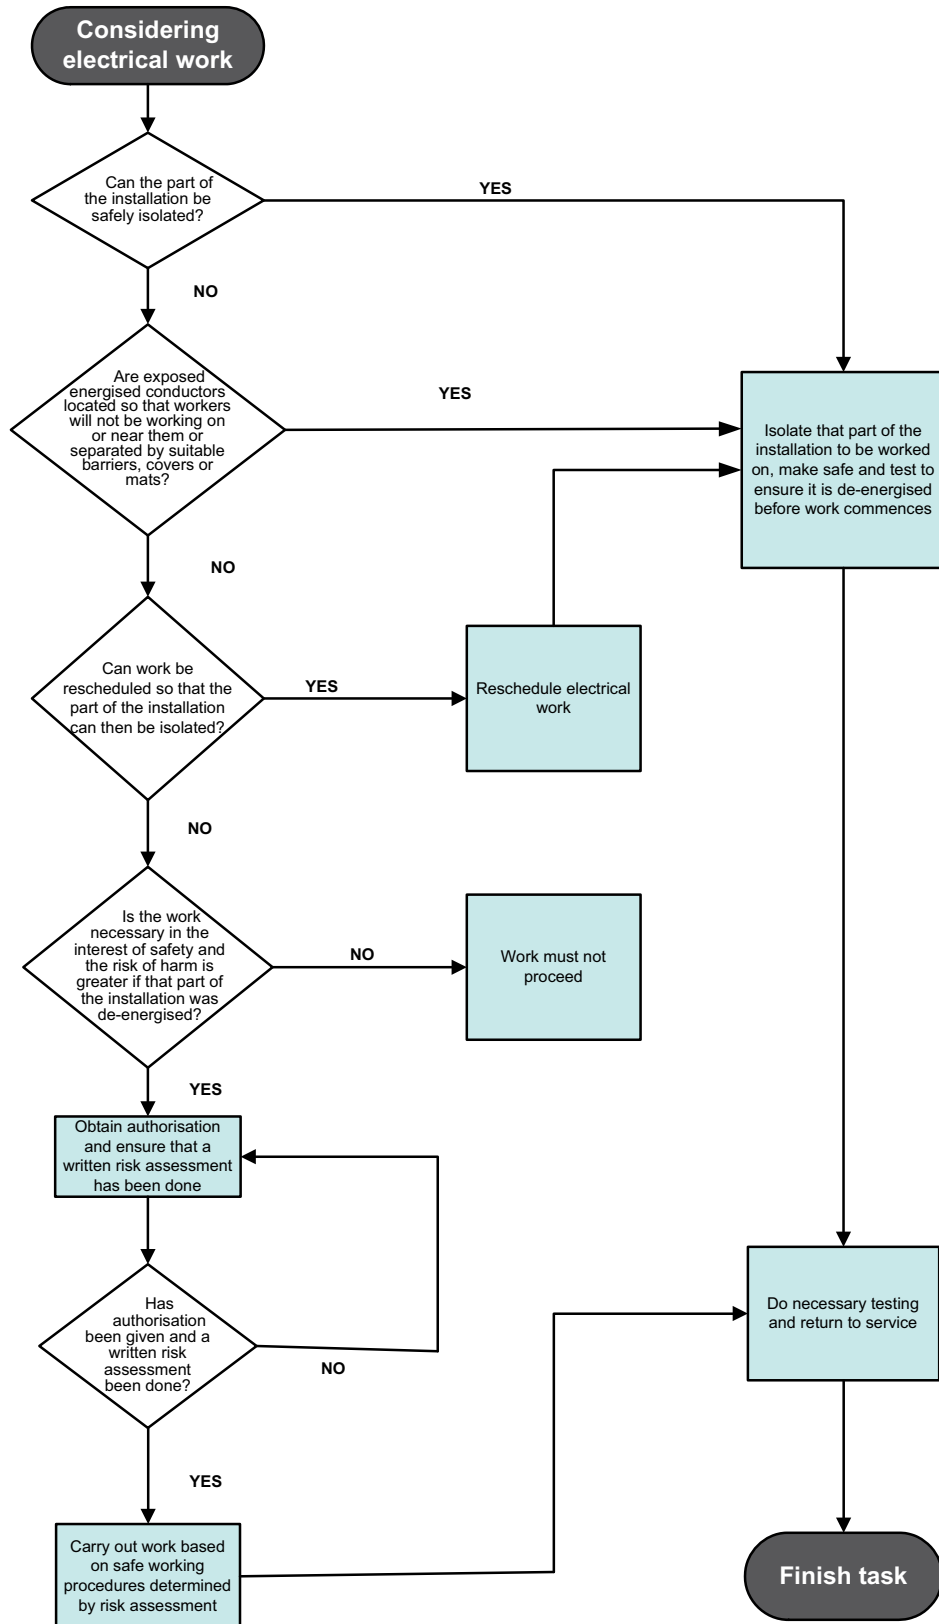 Considering
electrical work
Can the part of
the installation be
safely isolated?
YES
NO
Are exposed
energised conductors
located so that workers
will not be working on
or near them or
separated by suitable
barriers, covers or
mats?
YES
Isolate that part of the
installation to be worked
on, make safe and test to
ensure it is de-energised
before work commences
NO
Can work be
rescheduled so that the
part of the installation
can then be isolated?
YES
Reschedule electrical
work
NO
Is the work
necessary in the
interest of safety and
the risk of harm is
greater if that part of
the installation was
de-energised?
NO
Work must not
proceed
YES
Obtain authorisation
and ensure that a
written risk assessment
has been done
Has
authorisation
been given and a
written risk
assessment
been done?
NO
Do necessary testing
and return to service
YES
Carry out work based
on safe working
procedures determined
by risk assessment
Finish task